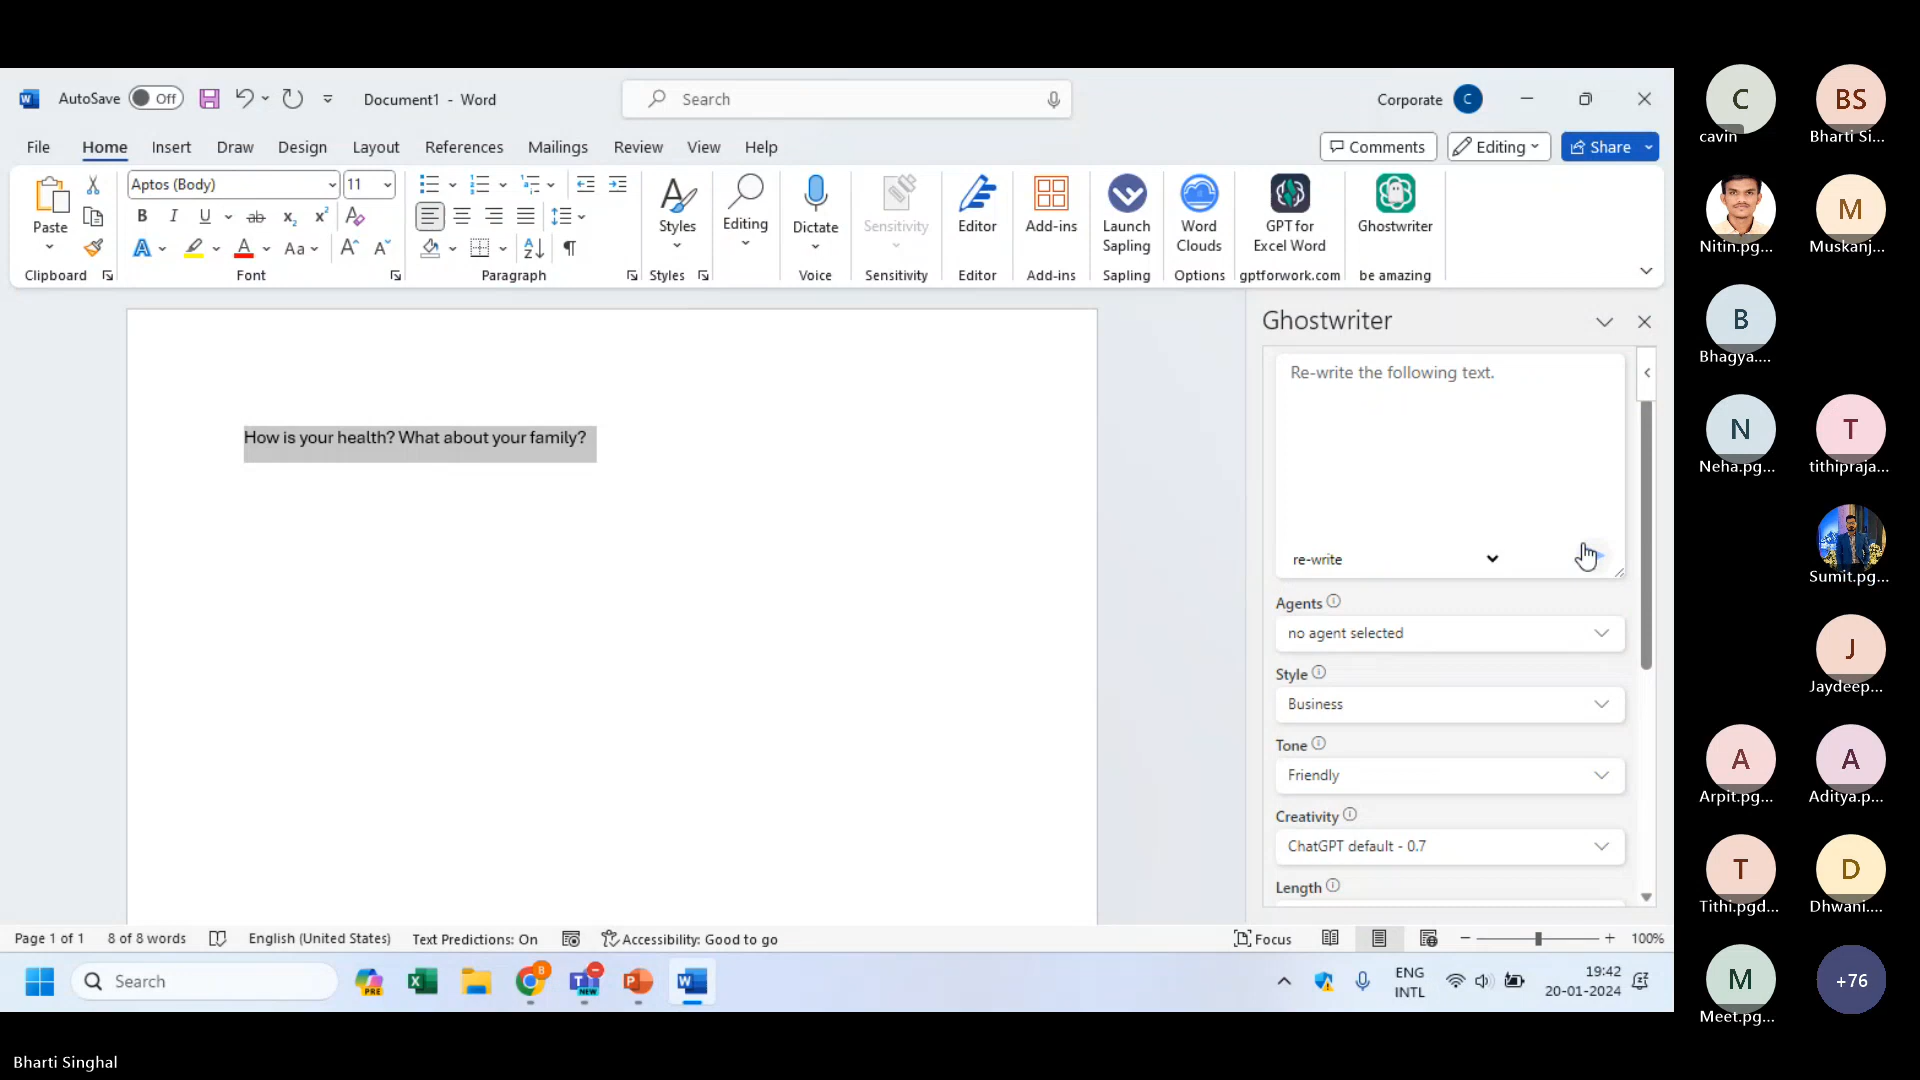 AutoSave Off Document1 - Word Search Corporate C
File Home Insert Draw Design Layout References Mailings Review View Help Comments Editing Share
Paste Aptos (Body) 11 Styles Editing Dictate Sensitivity Editor Add-ins Launch Sapling Word Clouds GPT for Excel Word Ghostwriter
Clipboard Font Paragraph Styles Voice Sensitivity Editor Add-ins Sapling Options gptforwork.com be amazing
How is your health? What about your family?
Ghostwriter
Re-write the following text.
re-write
Agents
no agent selected
Style
Business
Tone
Friendly
Creativity
ChatGPT default - 0.7
Length
Page 1 of 1 8 of 8 words English (United States) Text Predictions: On Accessibility: Good to go Focus 100%
Search PRE B NEW ENG INTL 19:42 20-01-2024
C BS
cavin Bharti Si...
M
Nitin.pg... Muskanj...
B
Bhagya....
N T
Neha.pg... tithipraja...
Sumit.pg...
J
Jaydeep...
A A
Arpit.pg... Aditya.p...
T D
Tithi.pgd... Dhwani....
M +76
Meet.pg...
Bharti Singhal